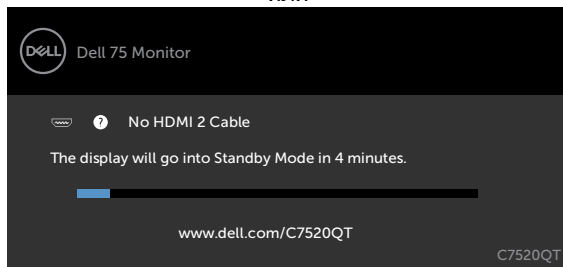 DELL Dell 75 Monitor
? No HDMI 2 Cable
The display will go into Standby Mode in 4 minutes.
www.dell.com/C7520QT
C7520QT